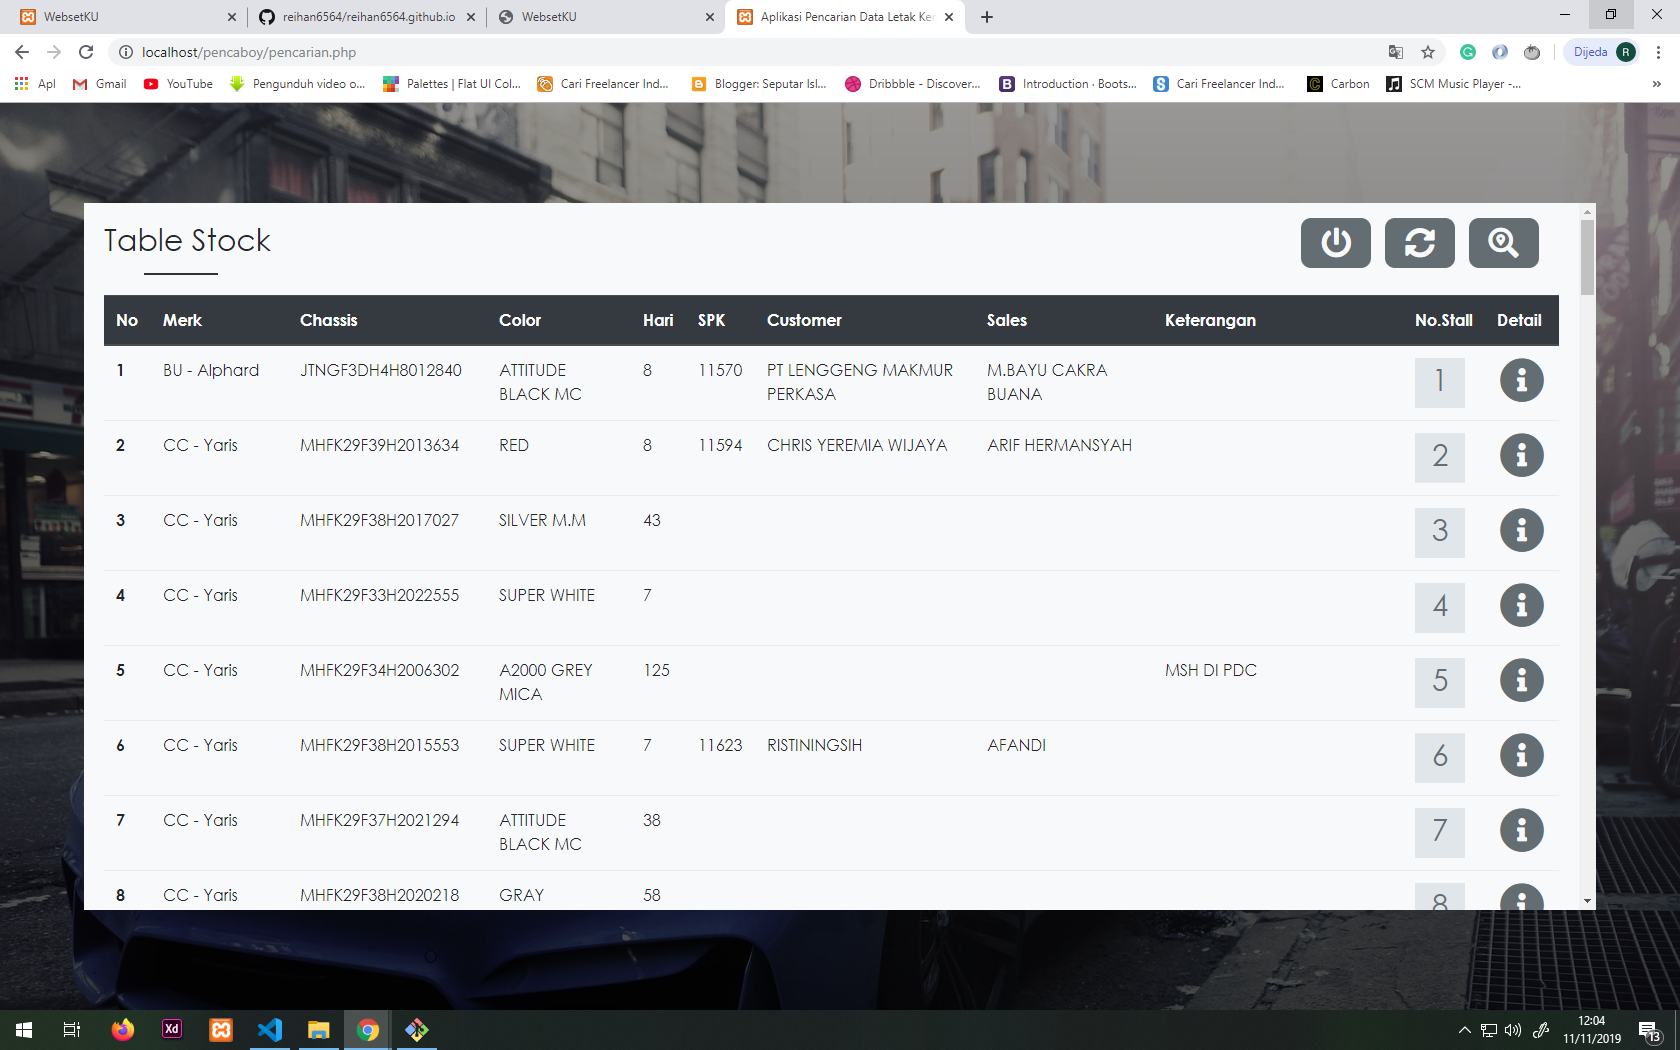 WebsetKU
reihan6564/reihan6564.github.io
WebsetKU
Aplikasi Pencarian Data Letak Ker
localhost/pencaboy/pencarian.php
Dijeda R
Apl Gmail YouTube Pengunduh video o... Palettes | Flat UI Col... Cari Freelancer Ind... Blogger: Seputar Isl... Dribbble - Discover... B Introduction · Boots... S Cari Freelancer Ind... C Carbon SCM Music Player -...
Table Stock
No Merk Chassis Color Hari SPK Customer Sales Keterangan No.Stall Detail
1 BU - Alphard JTNGF3DH4H8012840 ATTITUDE 8 11570 PT LENGGENG MAKMUR M.BAYU CAKRA 1
BLACK MC PERKASA BUANA
2 CC - Yaris MHFK29F39H2013634 RED 8 11594 CHRIS YEREMIA WIJAYA ARIF HERMANSYAH 2
3 CC - Yaris MHFK29F38H2017027 SILVER M.M 43 3
4 CC - Yaris MHFK29F33H2022555 SUPER WHITE 7 4
5 CC - Yaris MHFK29F34H2006302 A2000 GREY 125 MSH DI PDC 5
MICA
6 CC - Yaris MHFK29F38H2015553 SUPER WHITE 7 11623 RISTININGSIH AFANDI 6
7 CC - Yaris MHFK29F37H2021294 ATTITUDE 38 7
BLACK MC
8 CC - Yaris MHFK29F38H2020218 GRAY 58 8
Xd
12:04
11/11/2019
13